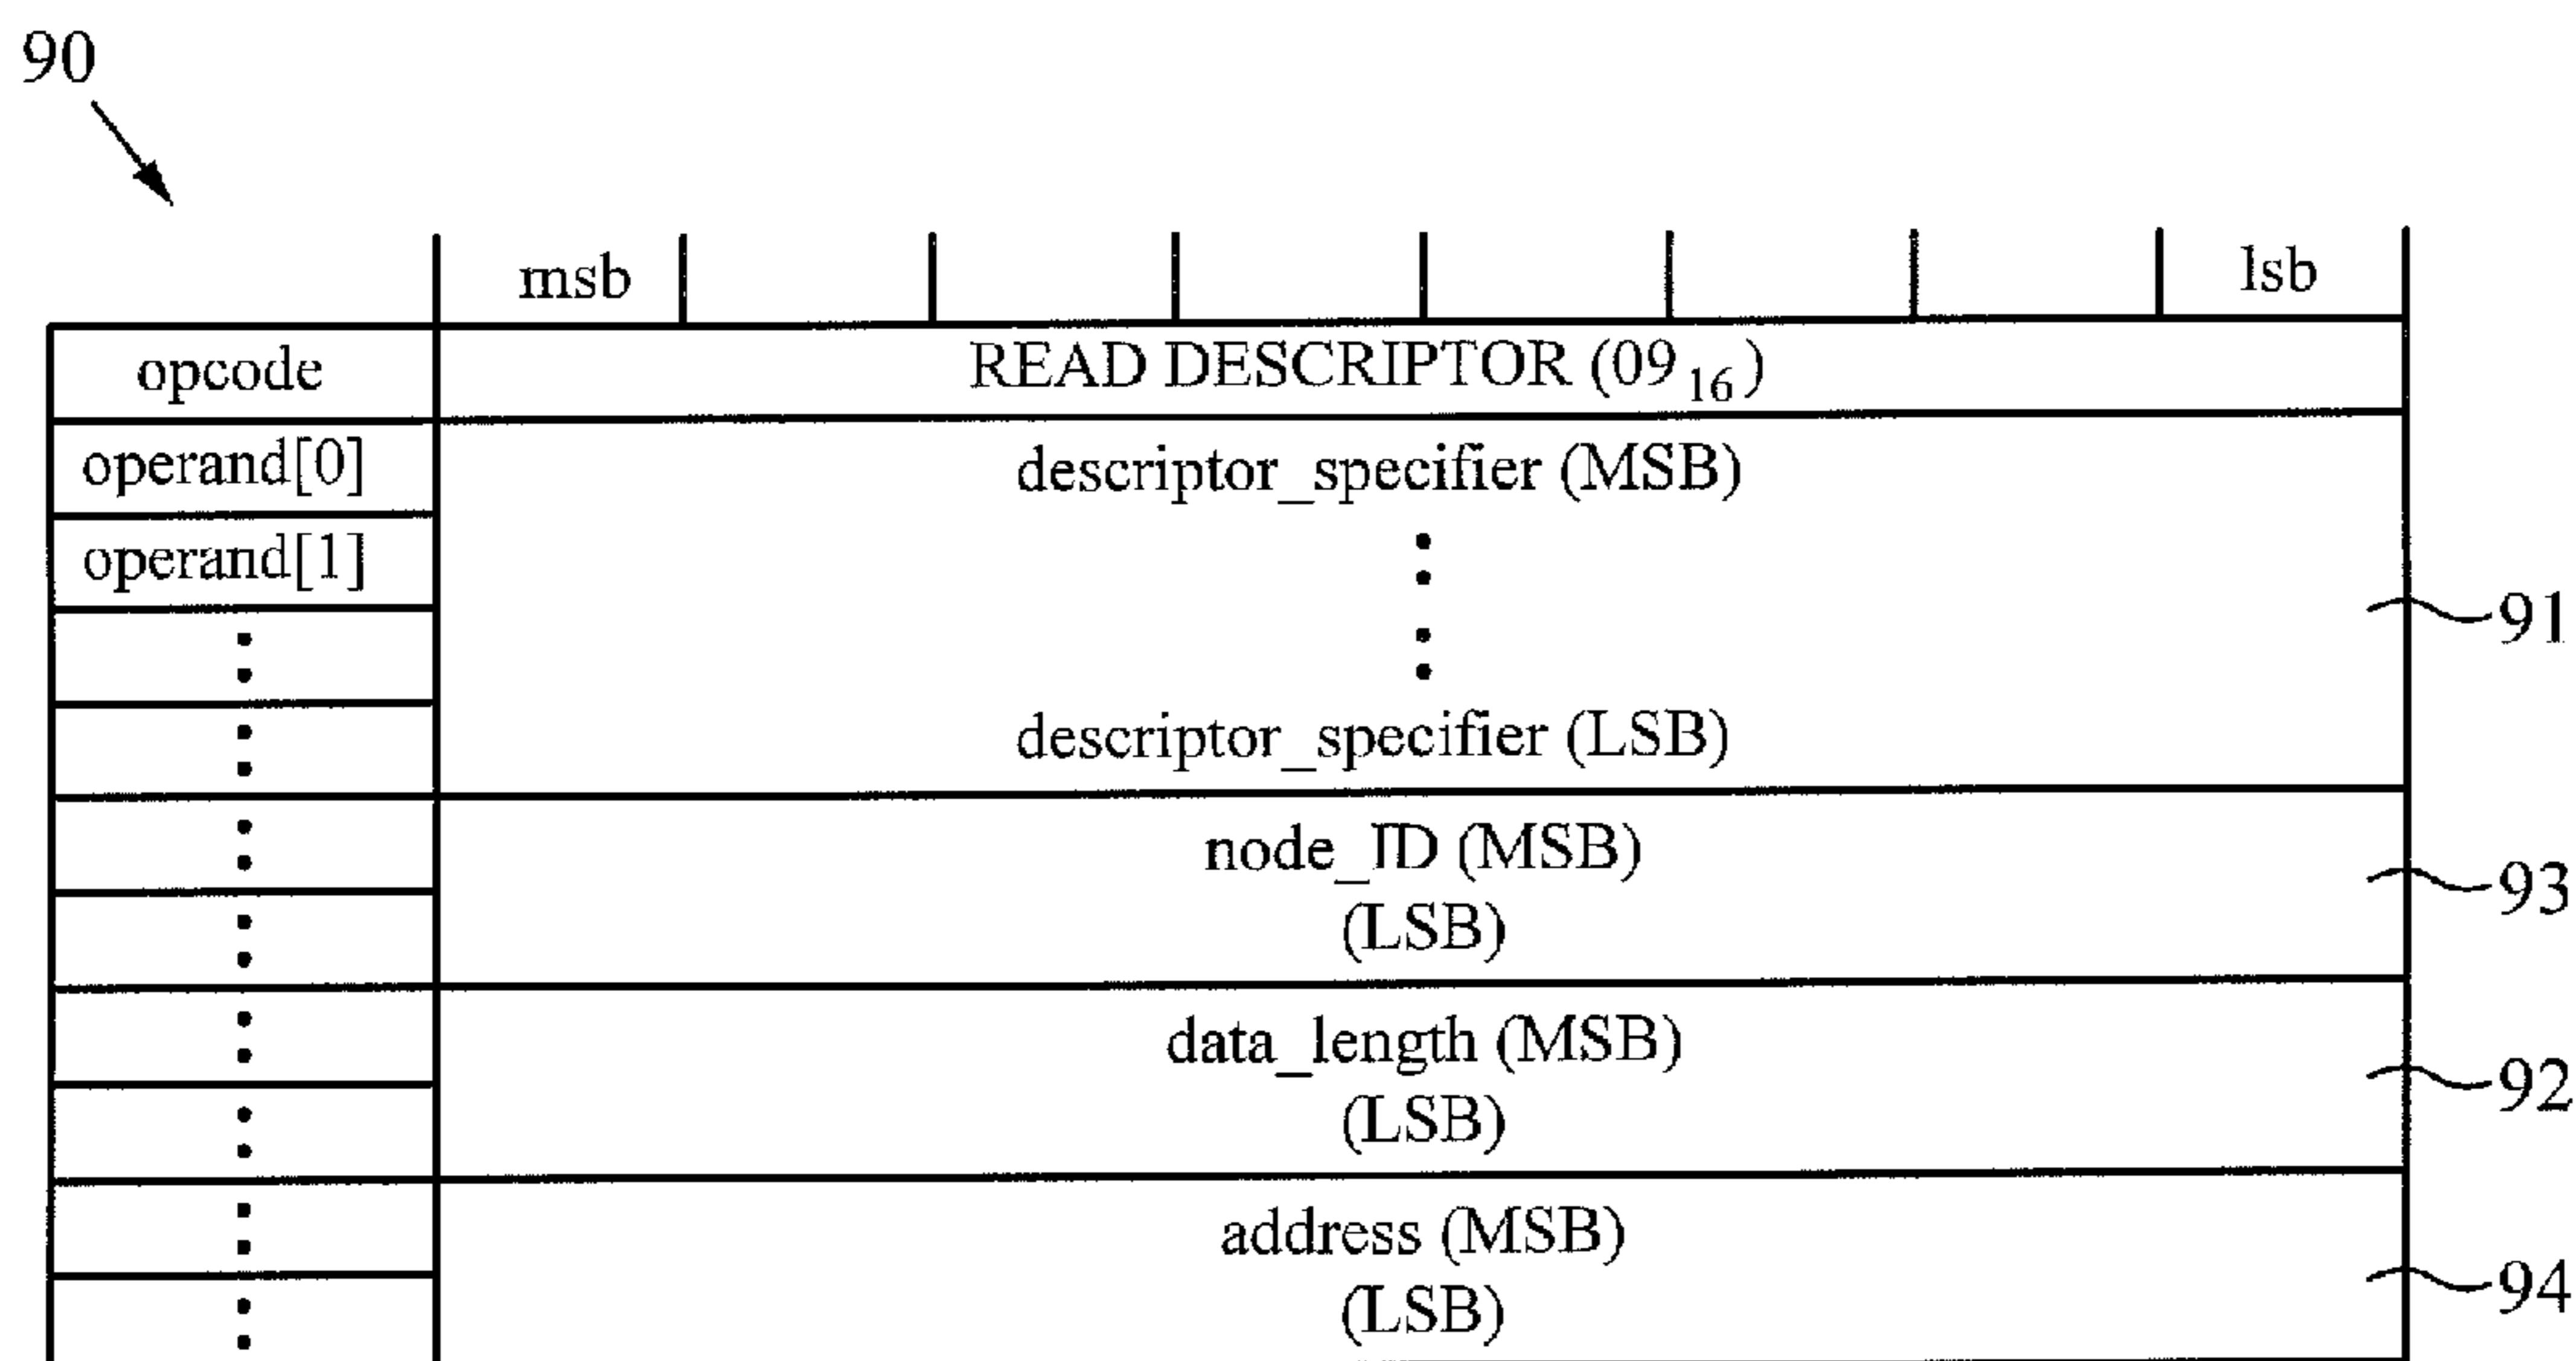 90
msb lsb
opcode READ DESCRIPTOR (09 16 )
operand[0] descriptor_specifier (MSB)
operand[1]
91
descriptor_specifier (LSB)
node_ID (MSB)
93
(LSB)
data_length (MSB)
92
(LSB)
address (MSB)
94
(LSB)